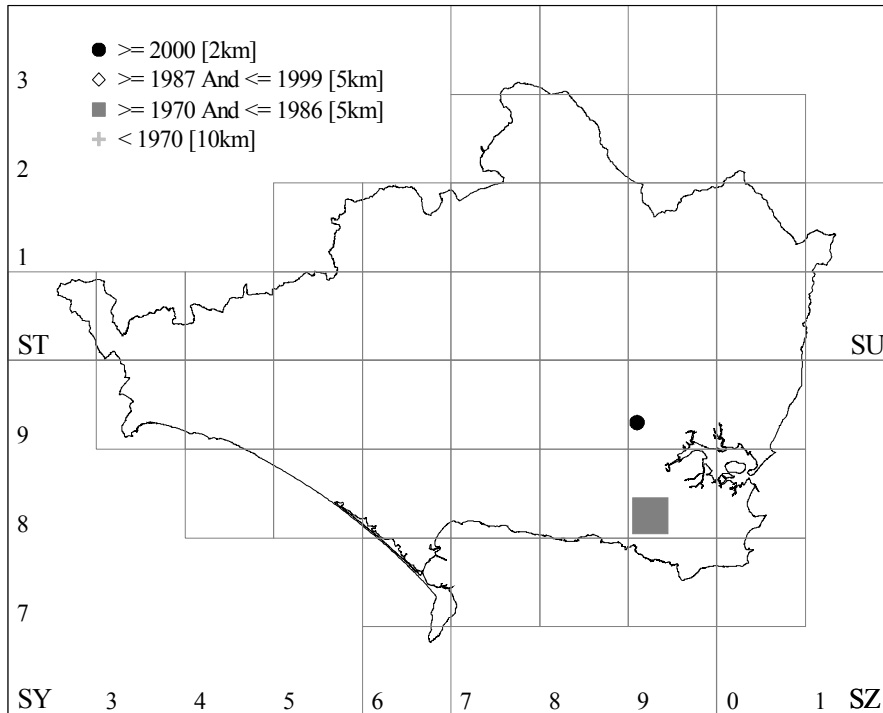 >= 2000 [2km]
3
>= 1987 And <= 1999 [5km]
>= 1970 And <= 1986 [5km]
< 1970 [10km]
2
1
ST
SU
9
8
7
SY
3
4
5
6
7
8
9
0
1
SZ